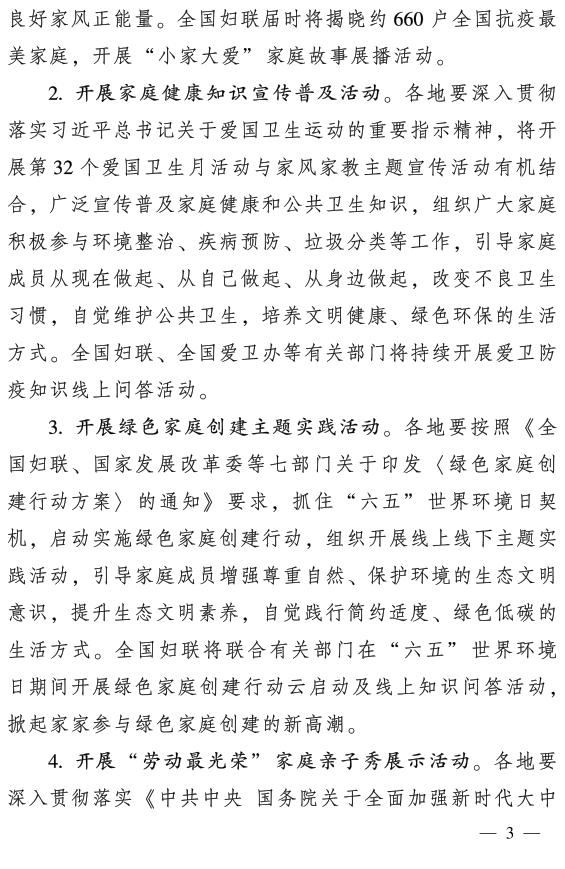 良好家风正能量。全国妇联届时将揭晓约 660 户全国抗疫最
美家庭，开展“小家大爱”家庭故事展播活动。
2. 开展家庭健康知识宣传普及活动。各地要深入贯彻
落实习近平总书记关于爱国卫生运动的重要指示精神，将开
展第 32 个爱国卫生月活动与家风家教主题宣传活动有机结
合，广泛宣传普及家庭健康和公共卫生知识，组织广大家庭
积极参与环境整治、疾病预防、垃圾分类等工作，引导家庭
成员从现在做起、从自己做起、从身边做起，改变不良卫生
习惯，自觉维护公共卫生，培养文明健康、绿色环保的生活
方式。全国妇联、全国爱卫办等有关部门将持续开展爱卫防
疫知识线上问答活动。
3. 开展绿色家庭创建主题实践活动。各地要按照《全
国妇联、国家发展改革委等七部门关于印发〈绿色家庭创
建行动方案〉的通知》要求，抓住“六五”世界环境日契
机，启动实施绿色家庭创建行动，组织开展线上线下主题实
践活动，引导家庭成员增强尊重自然、保护环境的生态文明
意识，提升生态文明素养，自觉践行简约适度、绿色低碳的
生活方式。全国妇联将联合有关部门在“六五”世界环境
日期间开展绿色家庭创建行动云启动及线上知识问答活动，
掀起家家参与绿色家庭创建的新高潮。
4. 开展“劳动最光荣”家庭亲子秀展示活动。各地要
深入贯彻落实《中共中央 国务院关于全面加强新时代大中
— 3 —